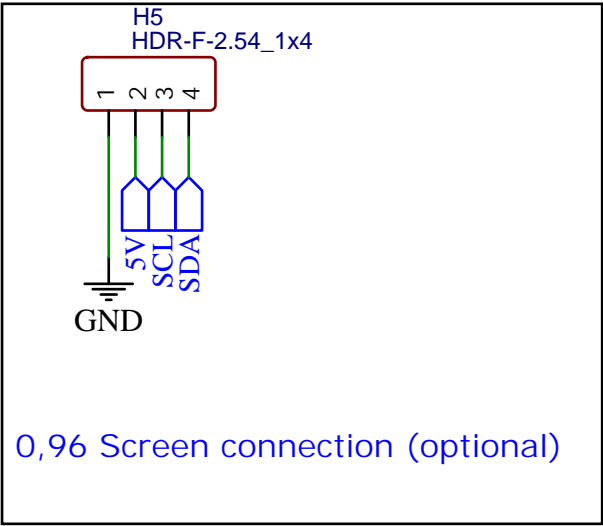 H5
HDR-F-2.54_1x4
1 2 3 4
5V
SCL
SDA
GND
0,96 Screen connection (optional)